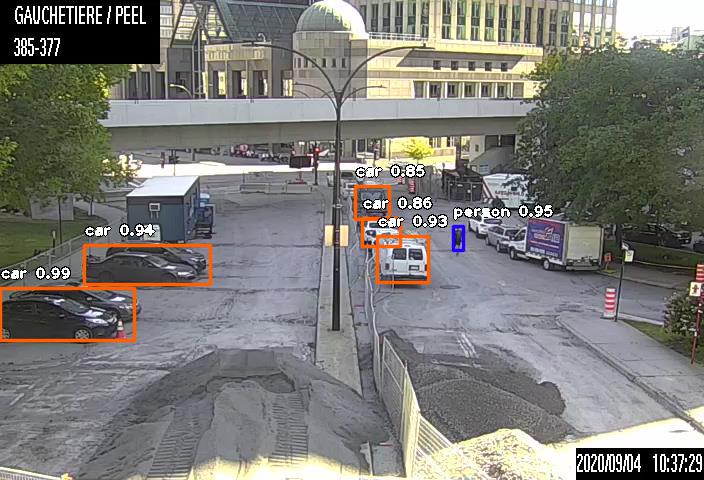 GAUCHETIERE / PEEL
385-377
car 0.85
car 0.86
car 0.93
person 0.95
car 0.94
car 0.99
2020/09/04 10:37:29